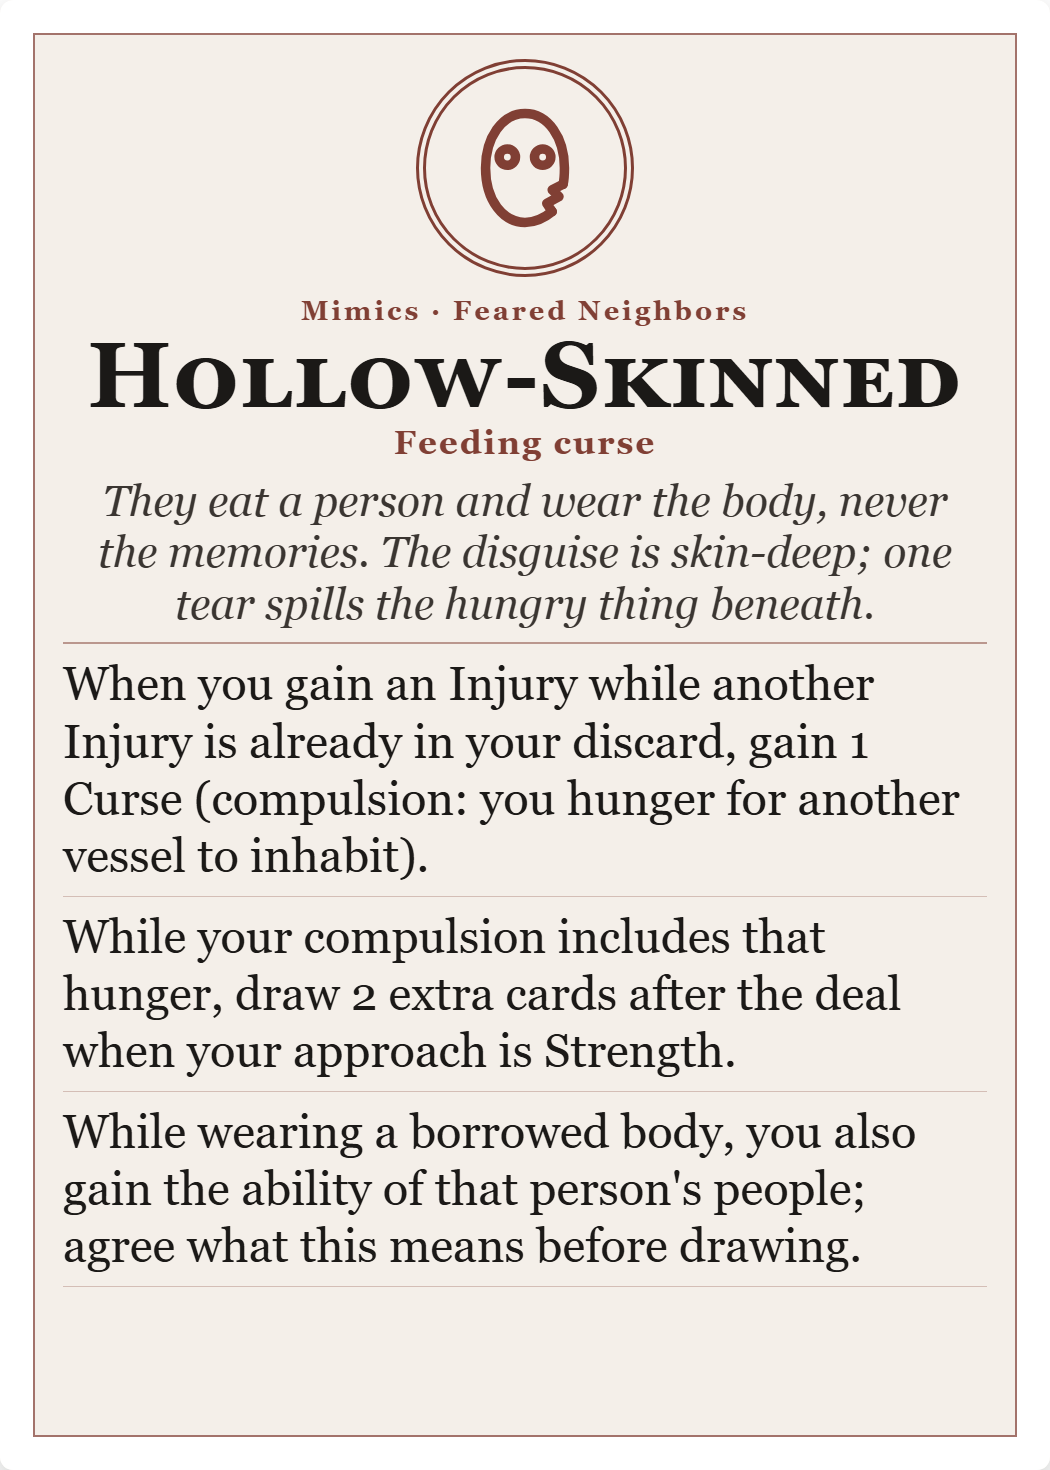 Mimics · Feared Neighbors
Hollow-Skinned
Feeding curse
They eat a person and wear the body, never
the memories. The disguise is skin-deep; one
tear spills the hungry thing beneath.
When you gain an Injury while another
Injury is already in your discard, gain 1
Curse (compulsion: you hunger for another
vessel to inhabit).
While your compulsion includes that
hunger, draw 2 extra cards after the deal
when your approach is Strength.
While wearing a borrowed body, you also
gain the ability of that person's people;
agree what this means before drawing.